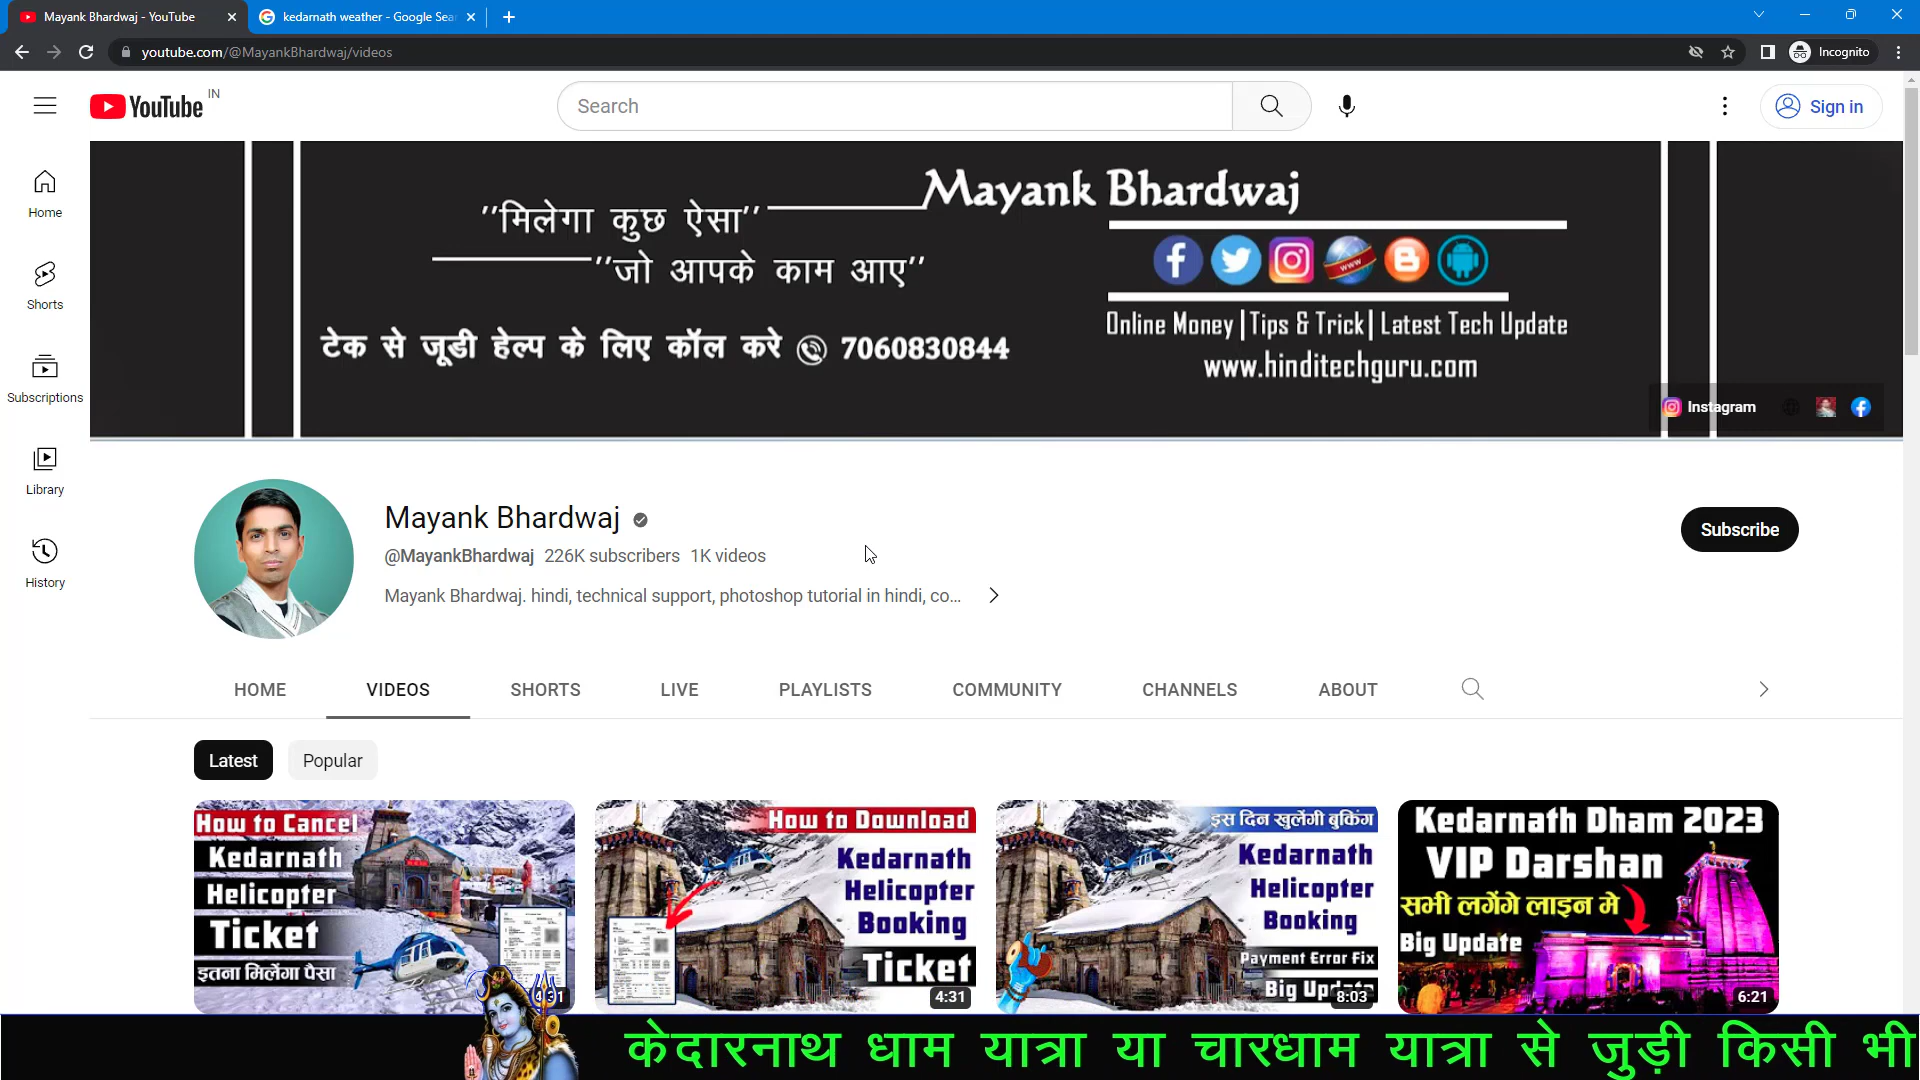 Mayank Bhardwaj - YouTube
kedarnath weather - Google Sea
youtube.com/@MayankBhardwaj/videos
Incognito
YouTube IN
Search
Sign in
Home
Shorts
Subscriptions
Library
History
Mayank Bhardwaj
''मिलेगा कुछ ऐसा''
''जो आपके काम आए''
टेक से जूडी हेल्प के लिए कॉल करे 7060830844
www
Online Money | Tips & Trick | Latest Tech Update
www.hinditechguru.com
Instagram
Mayank Bhardwaj
@MayankBhardwaj 226K subscribers 1K videos
Mayank Bhardwaj. hindi, technical support, photoshop tutorial in hindi, co...
Subscribe
HOME VIDEOS SHORTS LIVE PLAYLISTS COMMUNITY CHANNELS ABOUT
Latest Popular
How to Cancel
Kedarnath
Helicopter
Ticket
इतना मिलेंगा पैसा
How to Download
Kedarnath
Helicopter
Booking
Ticket
4:31
इस दिन खुलेंगी बुकिंग
Kedarnath
Helicopter
Booking
Payment Error Fix
Big Update
8:03
Kedarnath Dham 2023
VIP Darshan
सभी लगेंगे लाइन मे
Big Update
6:21
केदारनाथ धाम यात्रा या चारधाम यात्रा से जुड़ी किसी भी